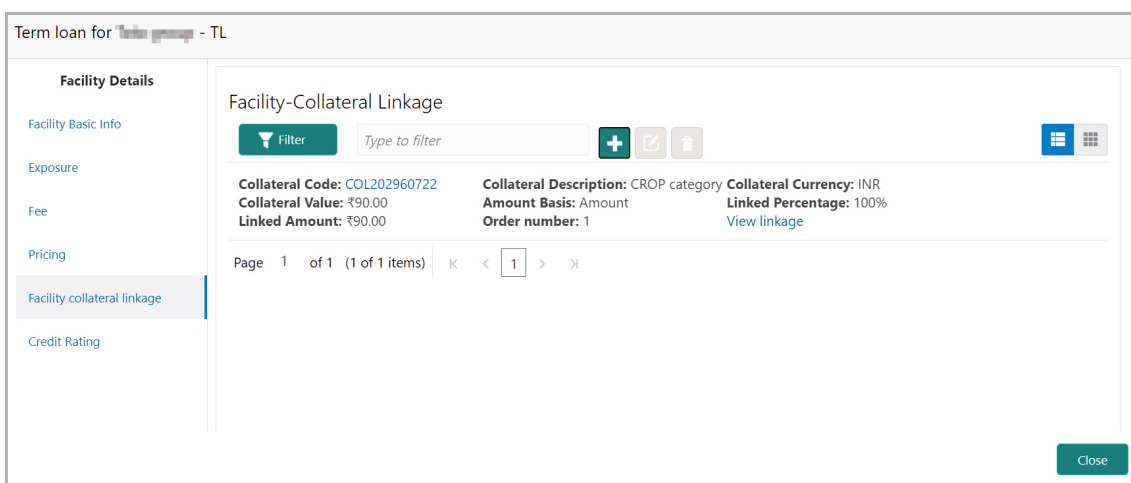 Term loan for - TL
Facility Details
Facility Basic Info
Exposure
Fee
Pricing
Facility collateral linkage
Credit Rating
Facility-Collateral Linkage
Filter
Type to filter
Collateral Code: COL202960722 Collateral Description: CROP category Collateral Currency: INR
Collateral Value: ₹90.00 Amount Basis: Amount Linked Percentage: 100%
Linked Amount: ₹90.00 Order number: 1 View linkage
Page 1 of 1 (1 of 1 items) 1
Close